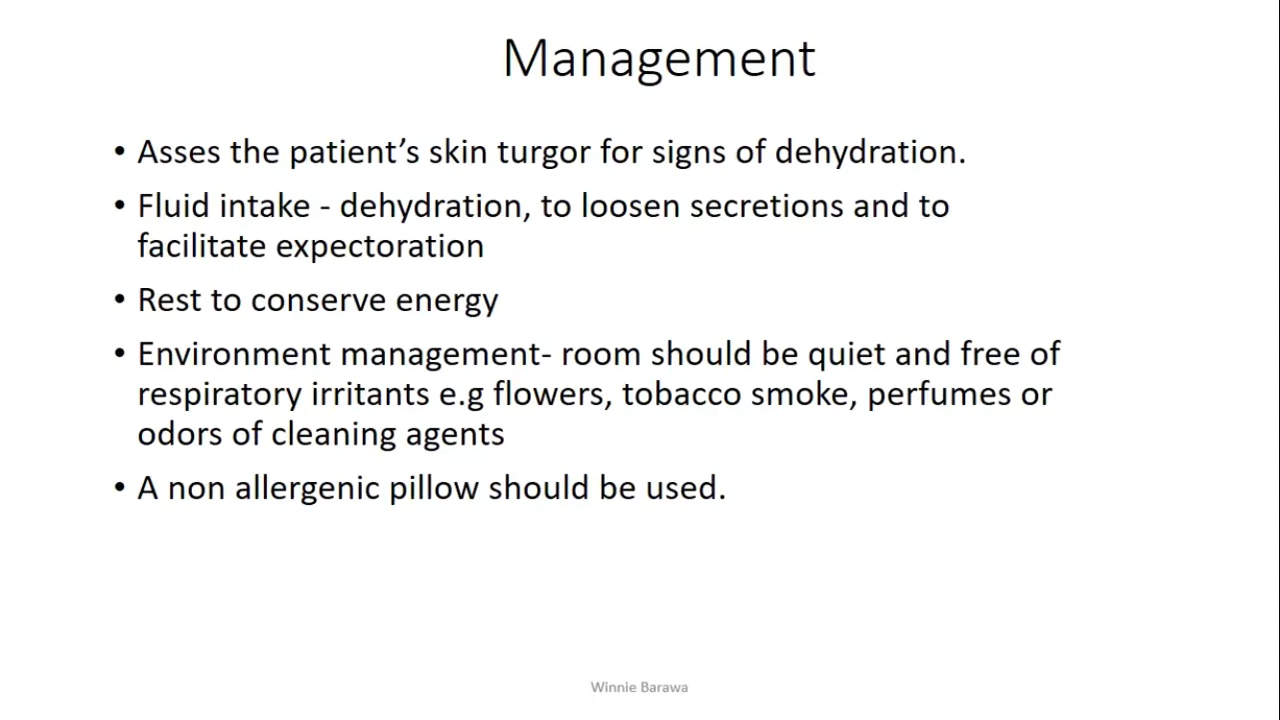 Management
• Asses the patient’s skin turgor for signs of dehydration.
• Fluid intake - dehydration, to loosen secretions and to
facilitate expectoration
• Rest to conserve energy
• Environment management- room should be quiet and free of
respiratory irritants e.g flowers, tobacco smoke, perfumes or
odors of cleaning agents
• A non allergenic pillow should be used.
Winnie Barawa